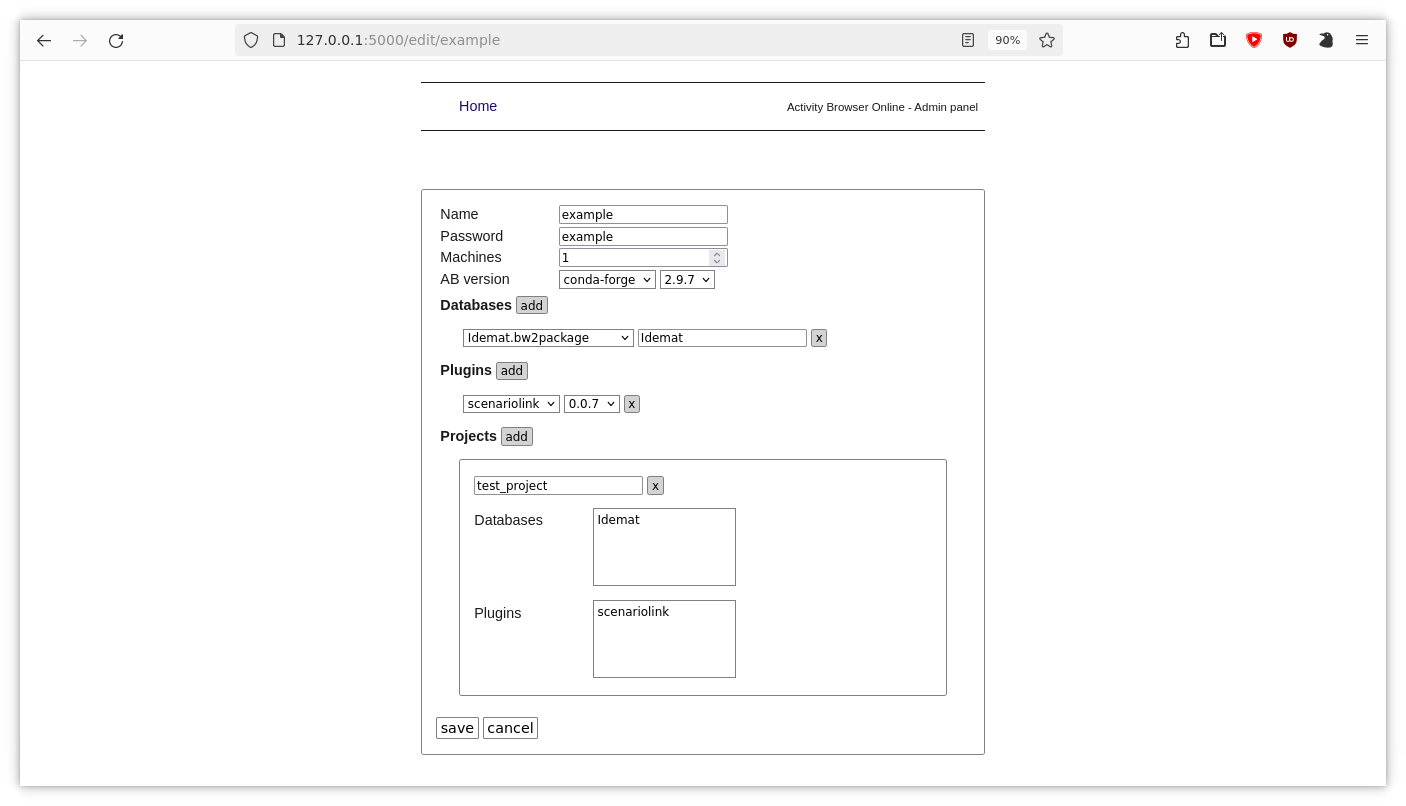 127.0.0.1:5000/edit/example 90%
Home Activity Browser Online - Admin panel
Name example
Password example
Machines 1
AB version conda-forge 2.9.7
Databases add
Idemat.bw2package Idemat x
Plugins add
scenariolink 0.0.7 x
Projects add
test_project x
Databases Idemat
Plugins scenariolink
save cancel